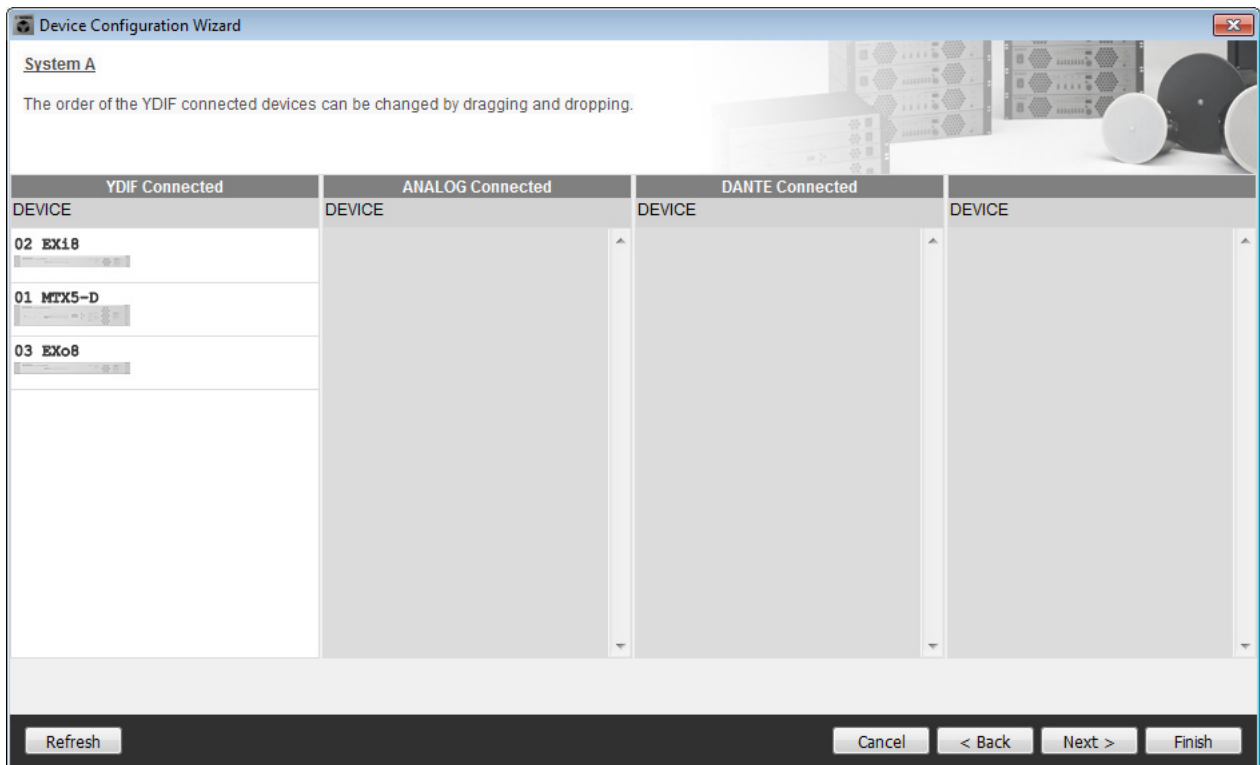 Device Configuration Wizard
System A
The order of the YDIF connected devices can be changed by dragging and dropping.
YDIF Connected
ANALOG Connected
DANTE Connected
DEVICE
DEVICE
DEVICE
DEVICE
02 EXi8
01 MTX5-D
03 EXo8
Refresh
Cancel
< Back
Next >
Finish